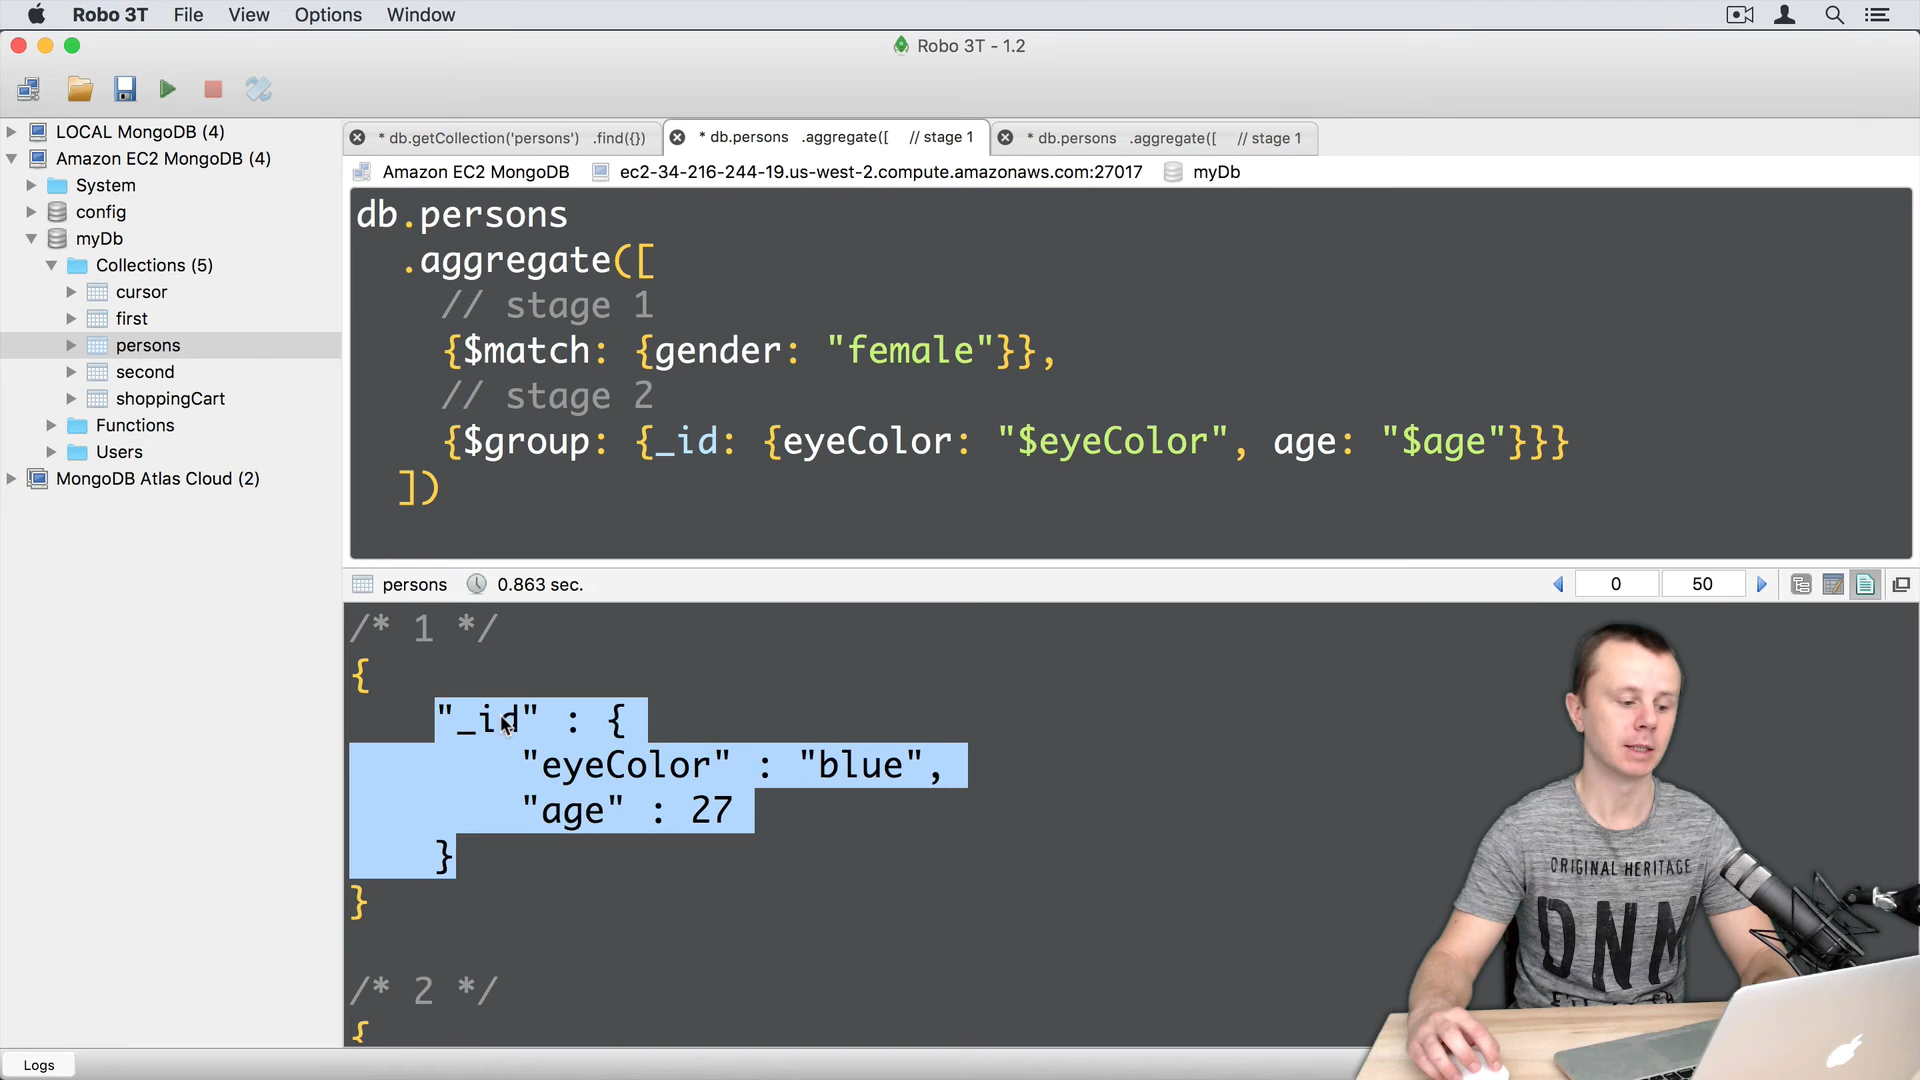 Robo 3T File View Options Window
Robo 3T - 1.2
LOCAL MongoDB (4)
Amazon EC2 MongoDB (4)
System
config
myDb
Collections (5)
cursor
first
persons
second
shoppingCart
Functions
Users
MongoDB Atlas Cloud (2)
* db.getCollection('persons') .find({}) * db.persons .aggregate([ // stage 1 * db.persons .aggregate([ // stage 1
Amazon EC2 MongoDB ec2-34-216-244-19.us-west-2.compute.amazonaws.com:27017 myDb
db.persons
.aggregate([
// stage 1
{$match: {gender: "female"}},
// stage 2
{$group: {_id: {eyeColor: "$eyeColor", age: "$age"}}}
])
persons 0.863 sec. 0 50
/* 1 */
{
"_id" : {
"eyeColor" : "blue",
"age" : 27
}
}
/* 2 */
{
ORIGINAL HERITAGE
DNM
Logs